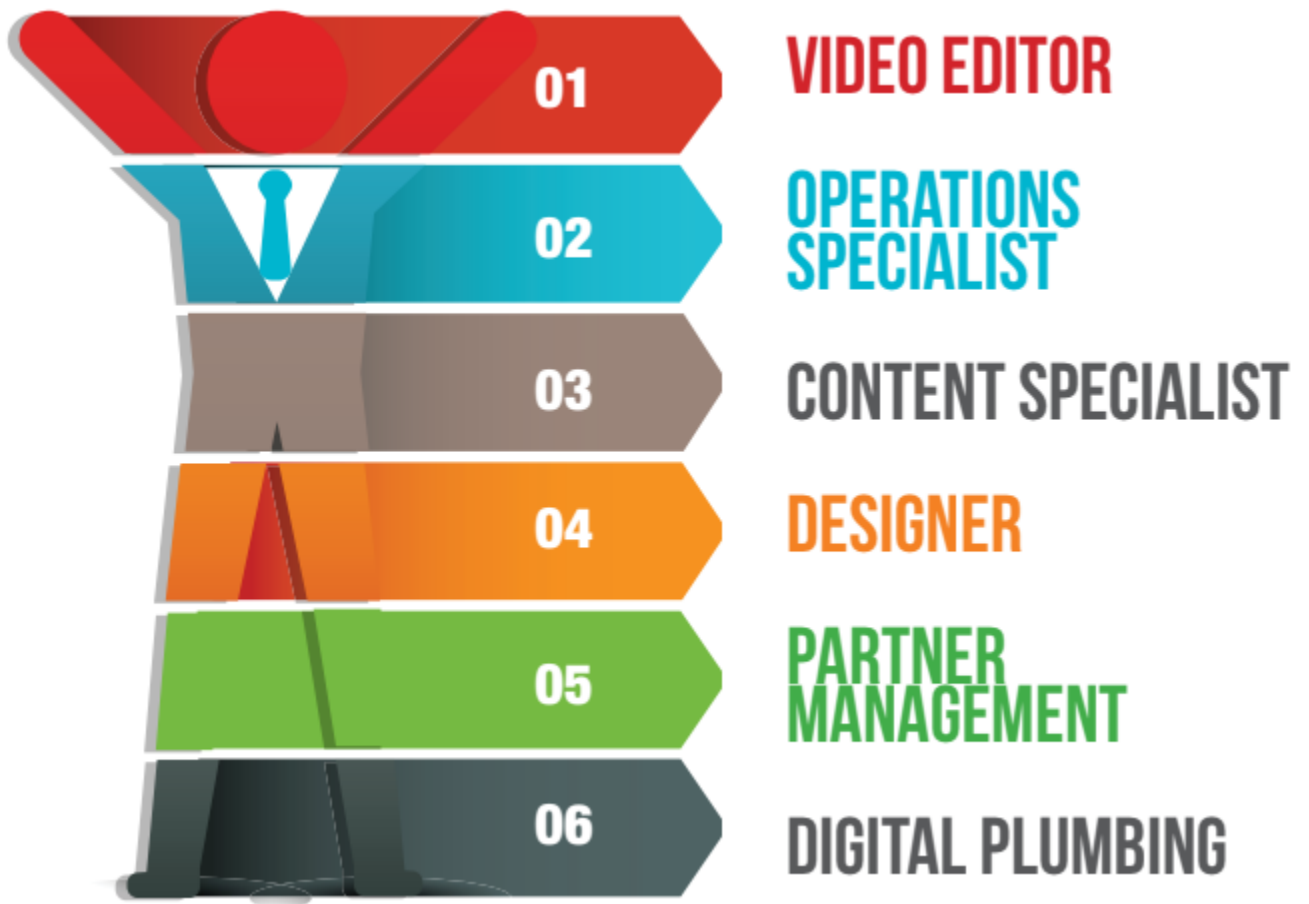 01
VIDEO EDITOR
02
OPERATIONS
SPECIALIST
03
CONTENT SPECIALIST
04
DESIGNER
05
PARTNER
MANAGEMENT
06
DIGITAL PLUMBING